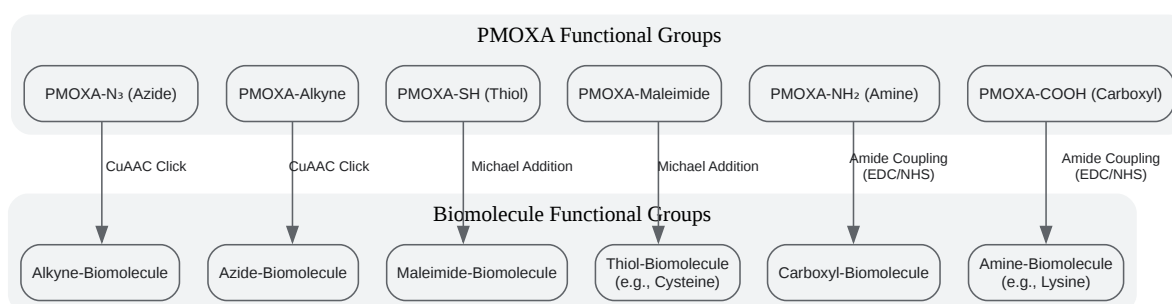 PMOXA Functional Groups
PMOXA-N₃ (Azide)
PMOXA-Alkyne
PMOXA-SH (Thiol)
PMOXA-Maleimide
PMOXA-NH₂ (Amine)
PMOXA-COOH (Carboxyl)
CuAAC Click
CuAAC Click
Michael Addition
Michael Addition
Amide Coupling
(EDC/NHS)
Amide Coupling
(EDC/NHS)
Biomolecule Functional Groups
Alkyne-Biomolecule
Azide-Biomolecule
Maleimide-Biomolecule
Thiol-Biomolecule
(e.g., Cysteine)
Carboxyl-Biomolecule
Amine-Biomolecule
(e.g., Lysine)